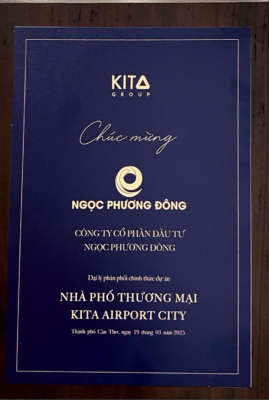 KITA
GROUP
Chúc mừng
NGỌC PHƯƠNG ĐÔNG
CÔNG TY CỔ PHẦN ĐẦU TƯ
NGỌC PHƯƠNG ĐÔNG
Đại lý phân phối chính thức dự án
NHÀ PHỐ THƯƠNG MẠI
KITA AIRPORT CITY
Thành phố Cần Thơ, ngày 19 tháng 03 năm 2025